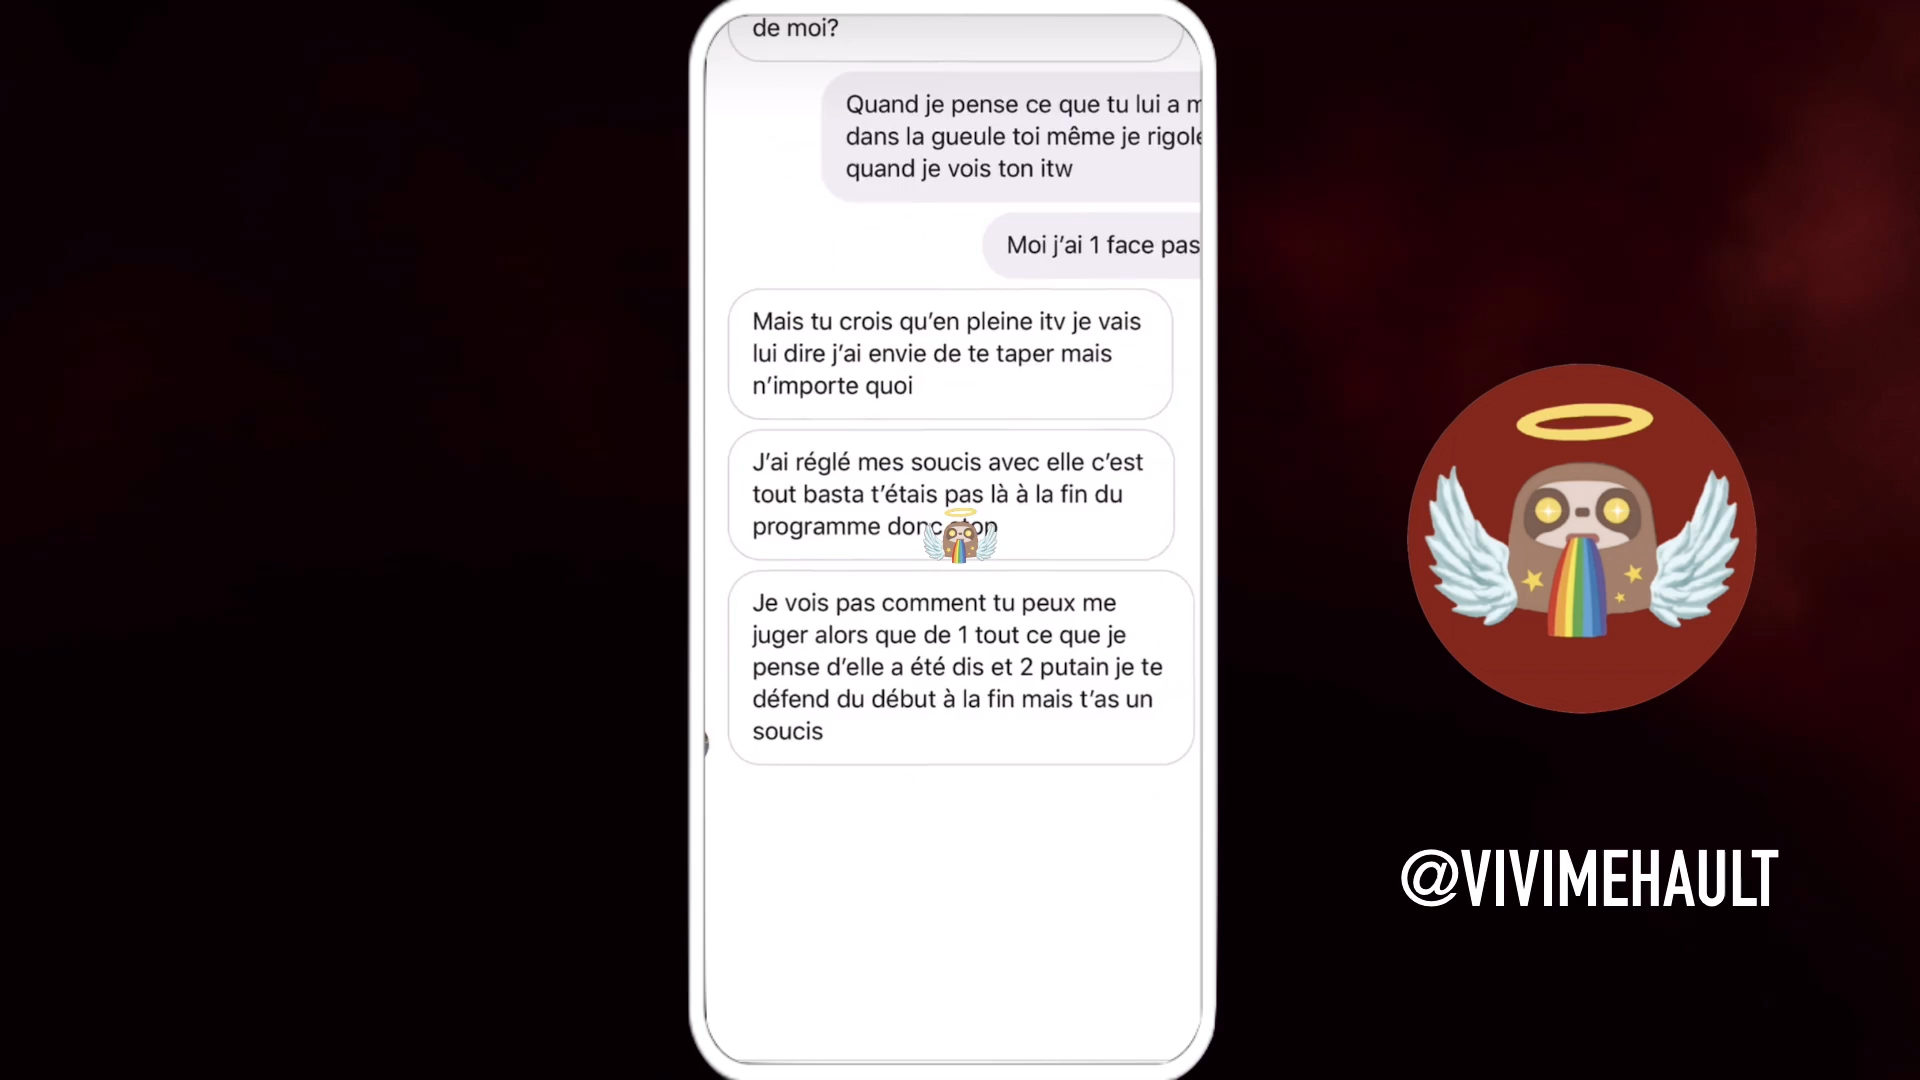 de moi?
Quand je pense ce que tu lui a
dans la gueule toi même je rigole
quand je vois ton itw
Moi j'ai 1 face pas
Mais tu crois qu'en pleine itv je vais
lui dire j'ai envie de te taper mais
n'importe quoi
J'ai réglé mes soucis avec elle c'est
tout basta t'étais pas là à la fin du
programme donc
Je vois pas comment tu peux me
juger alors que de 1 tout ce que je
pense d'elle a été dis et 2 putain je te
défend du début à la fin mais t'as un
soucis
@VIVIMEHAULT